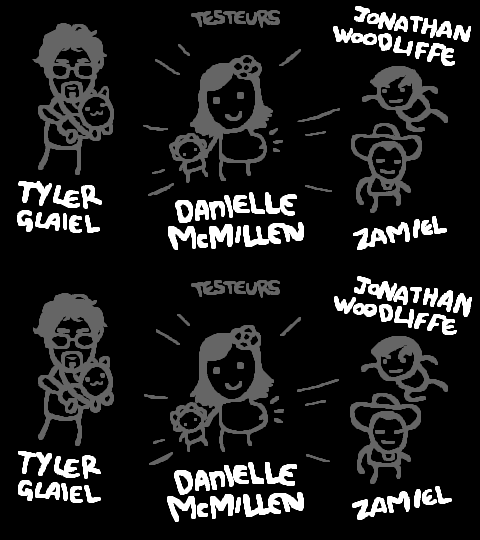 TESTEURS
JONATHAN
WOODLIFFE
TYLER
GLAIEL
DANIELLE
McMILLEN
ZAMIEL
TESTEURS
JONATHAN
WOODLIFFE
TYLER
GLAIEL
DANIELLE
McMILLEN
ZAMIEL